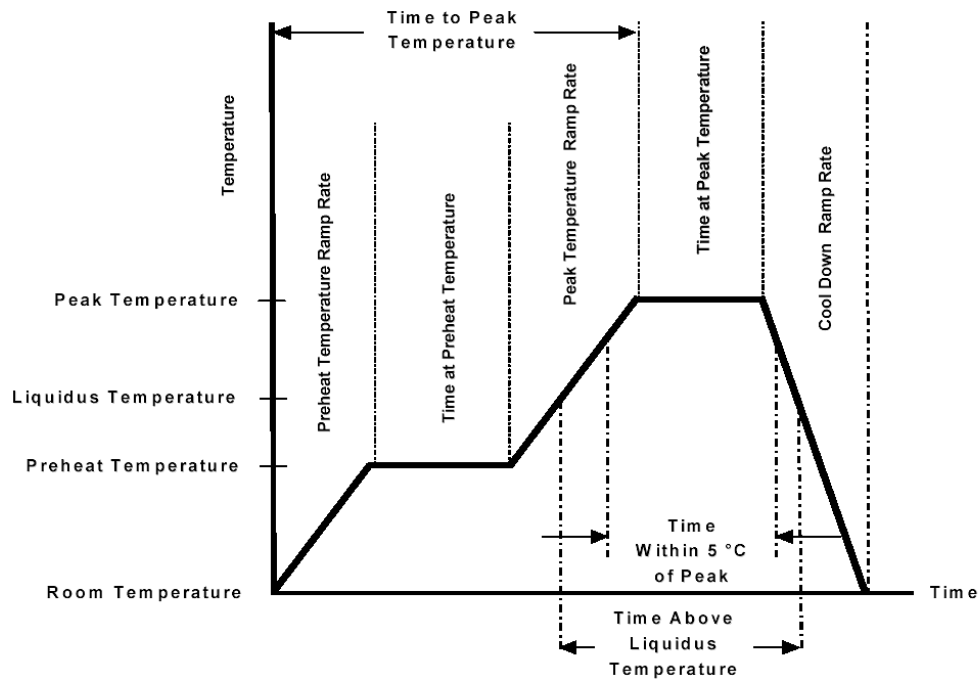 Time to Peak
Temperature
Temperature
Preheat Temperature Ramp Rate
Time at Preheat Temperature
Peak Temperature Ramp Rate
Time at Peak Temperature
Cool Down Ramp Rate
Peak Temperature
Liquidus Temperature
Preheat Temperature
Room Temperature
Time
Within 5 °C
of Peak
Time
Time Above
Liquidus
Temperature